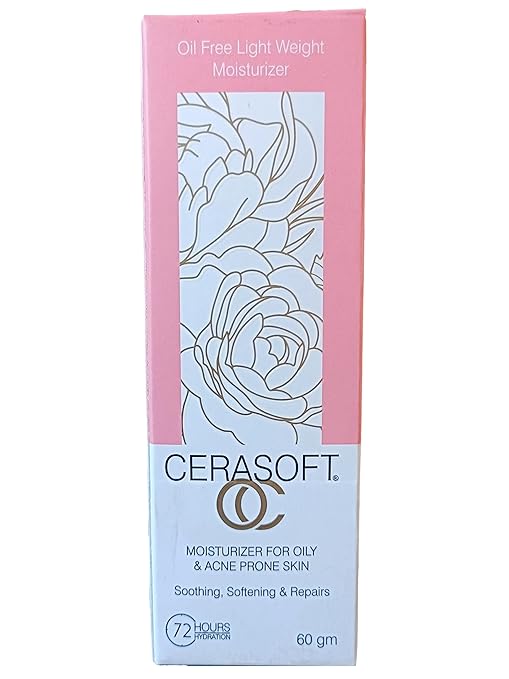 Oil Free Light Weight
Moisturizer
CERASOFT®
OC
MOISTURIZER FOR OILY
& ACNE PRONE SKIN
Soothing, Softening & Repairs
72 HOURS
HYDRATION
60 gm